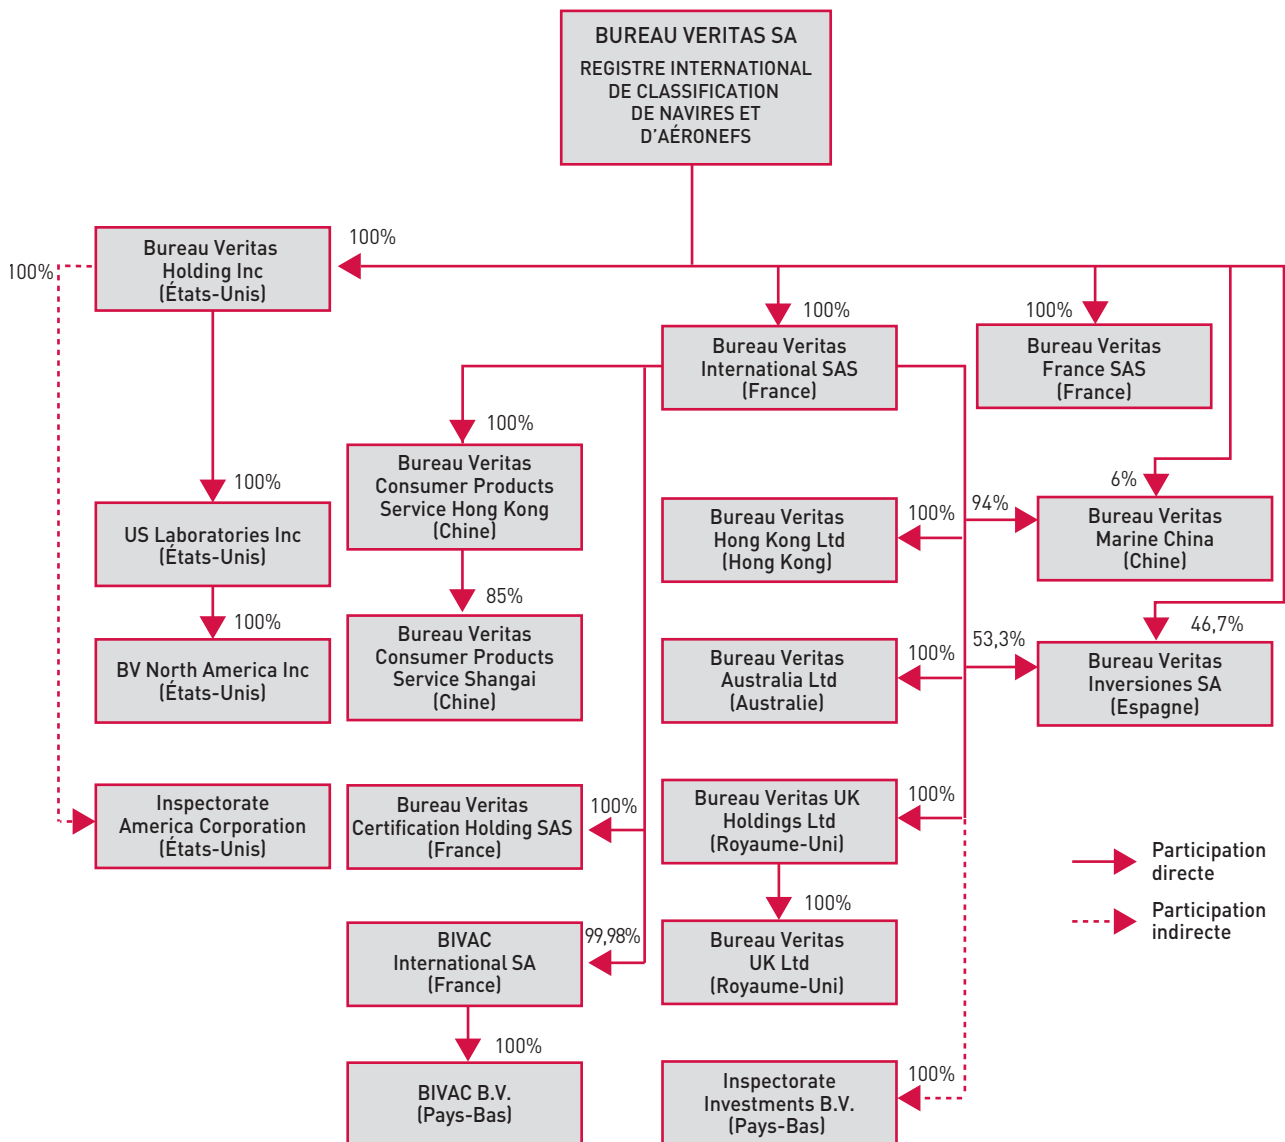 BUREAU VERITAS SA
REGISTRE INTERNATIONAL
DE CLASSIFICATION
DE NAVIRES ET
D'AÉRONEFS
100%
Bureau Veritas
Holding Inc
(États-Unis)
100%
100%
Bureau Veritas
International SAS
(France)
100%
Bureau Veritas
France SAS
(France)
100%
Bureau Veritas
Consumer Products
Service Hong Kong
(Chine)
100%
US Laboratories Inc
(États-Unis)
100%
Bureau Veritas
Hong Kong Ltd
(Hong Kong)
94%
6%
Bureau Veritas
Marine China
(Chine)
100%
BV North America Inc
(États-Unis)
85%
Bureau Veritas
Consumer Products
Service Shangai
(Chine)
100%
Bureau Veritas
Australia Ltd
(Australie)
53,3%
46,7%
Bureau Veritas
Inversiones SA
(Espagne)
Inspectorate
America Corporation
(États-Unis)
Bureau Veritas
Certification Holding SAS
(France)
100%
Bureau Veritas UK
Holdings Ltd
(Royaume-Uni)
100%
Participation
directe
Participation
indirecte
BIVAC
International SA
(France)
99,98%
100%
Bureau Veritas
UK Ltd
(Royaume-Uni)
100%
BIVAC B.V.
(Pays-Bas)
100%
Inspectorate
Investments B.V.
(Pays-Bas)